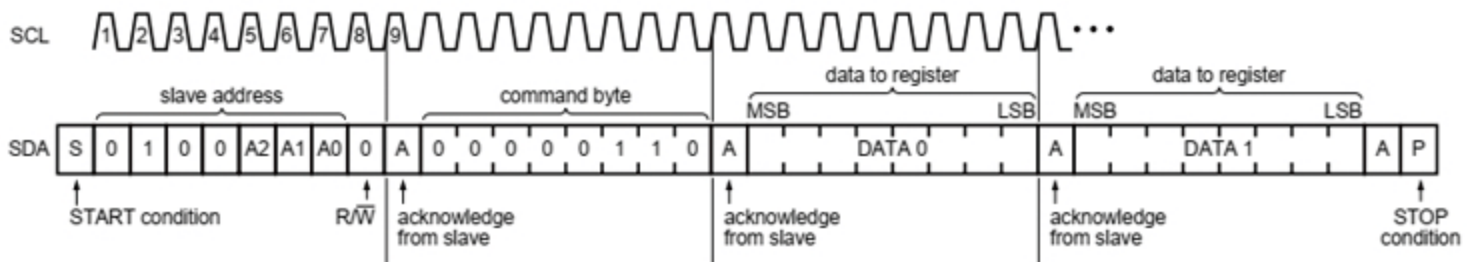 SCL 1 2 3 4 5 6 7 8 9 •••
slave address command byte data to register data to register
MSB LSB MSB LSB
SDA S 0 1 0 0 A2 A1 A0 0 A 0 0 0 0 0 1 1 0 A DATA 0 A DATA 1 A P
START condition R/W̅ acknowledge from slave acknowledge from slave acknowledge from slave STOP condition